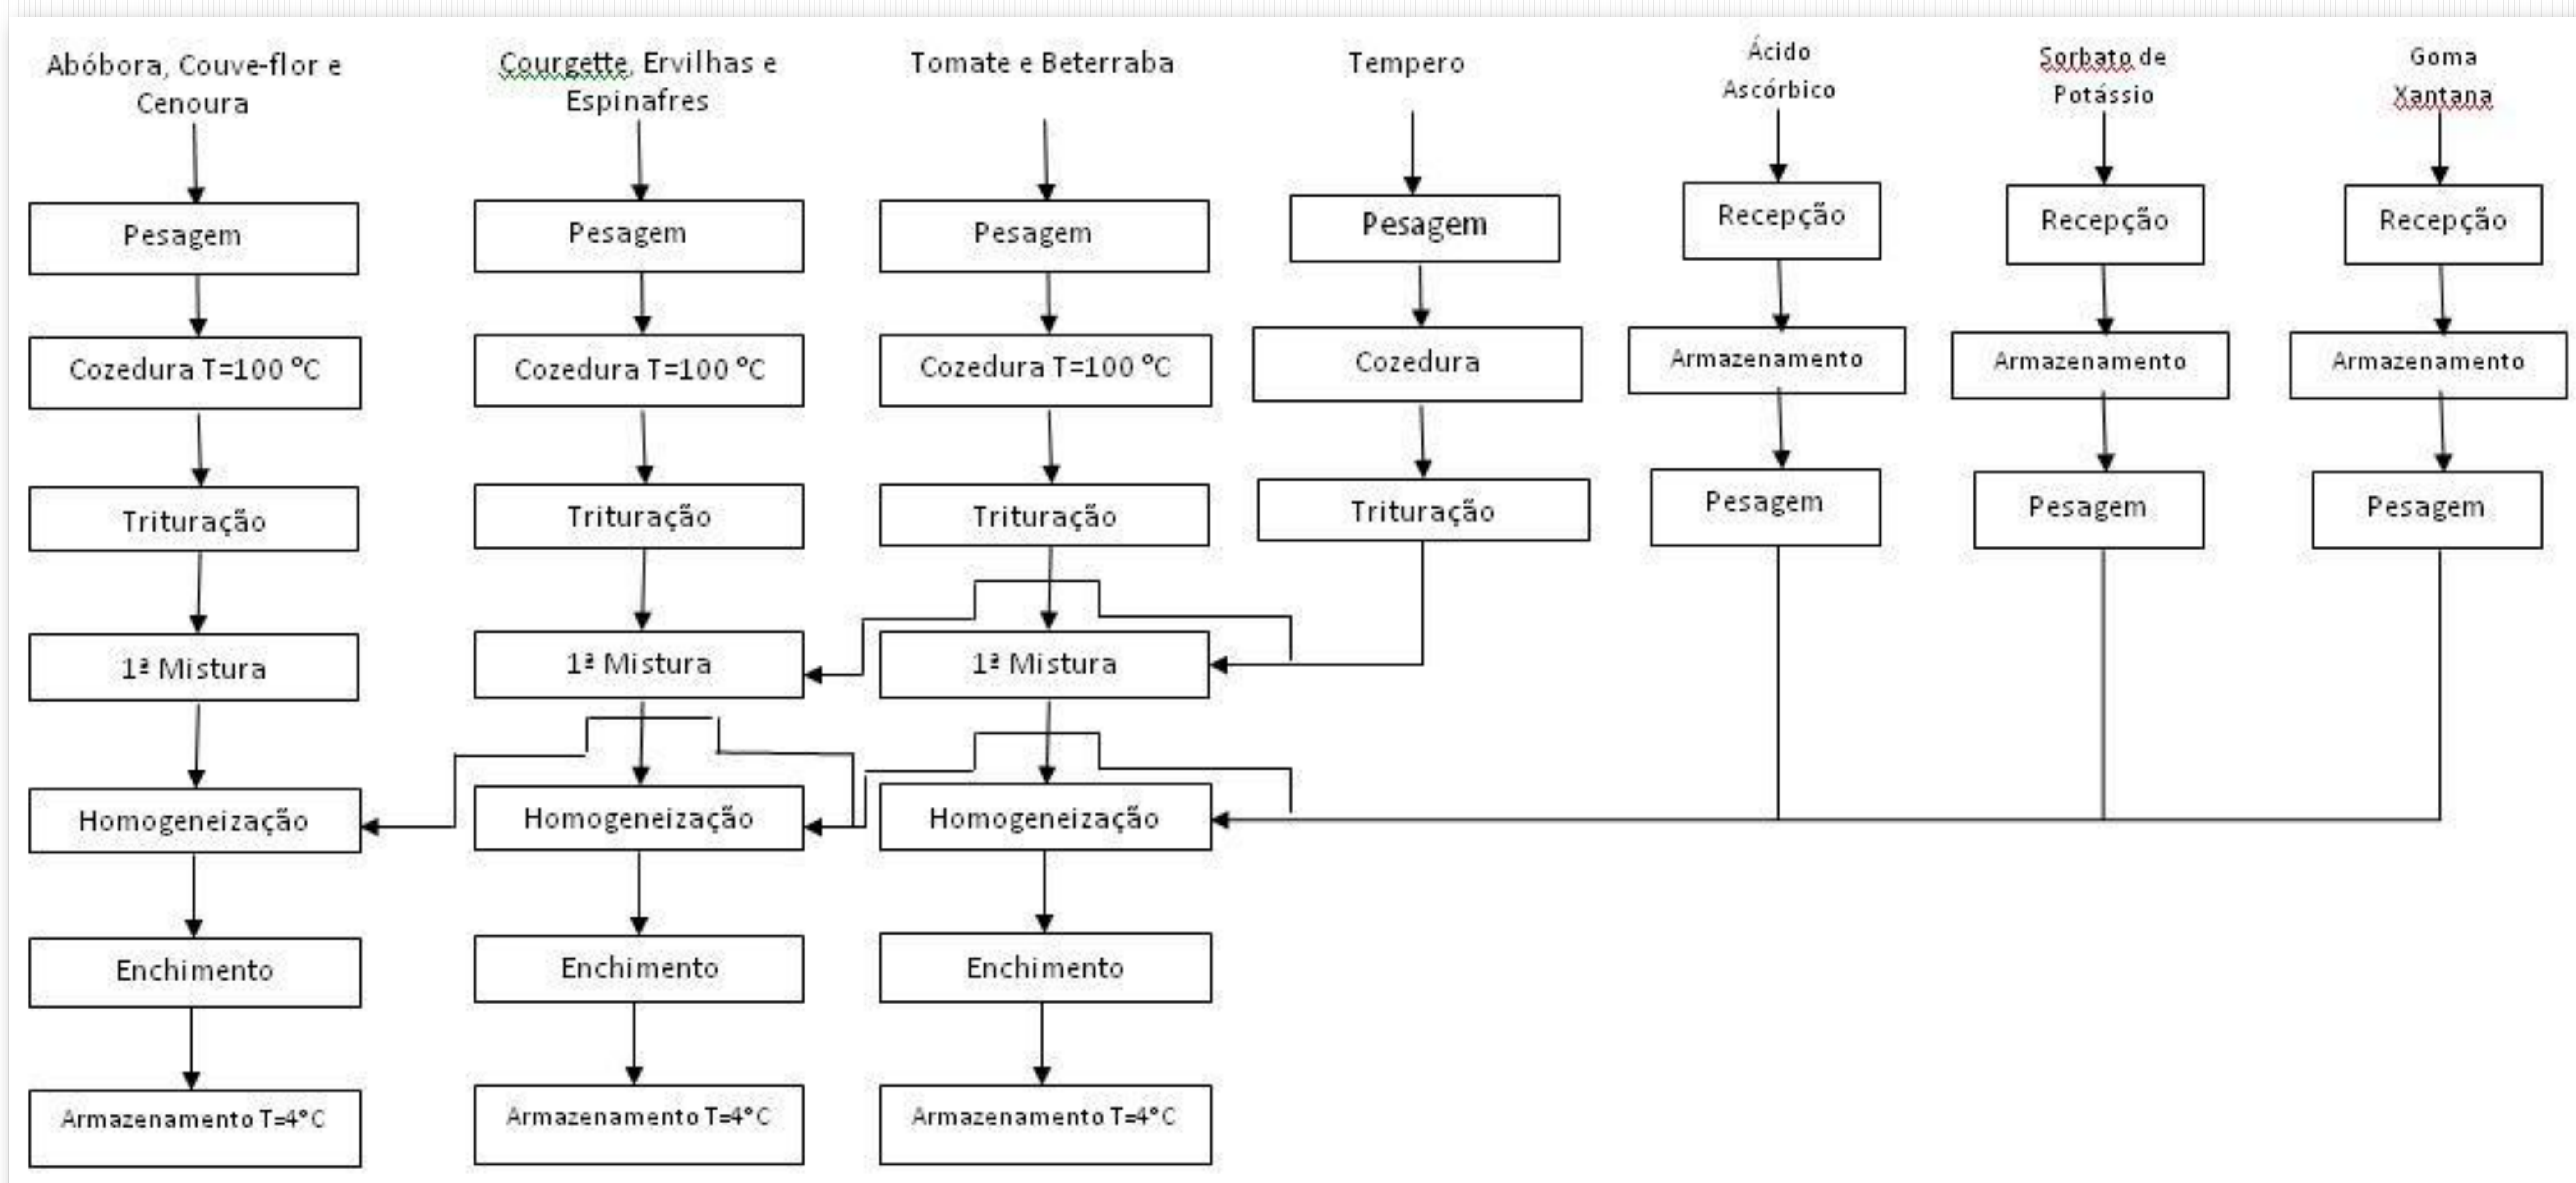 Abóbora, Couve-flor e
Cenoura
Pesagem
Cozedura T=100 ºC
Trituração
1ª Mistura
Homogeneização
Enchimento
Armazenamento T=4°C
Courgette, Ervilhas e
Espinafres
Pesagem
Cozedura T=100 ºC
Trituração
1ª Mistura
Homogeneização
Enchimento
Armazenamento T=4°C
Tomate e Beterraba
Pesagem
Cozedura T=100 ºC
Trituração
1ª Mistura
Homogeneização
Enchimento
Armazenamento T=4°C
Tempero
Pesagem
Cozedura
Trituração
Ácido
Ascórbico
Recepção
Armazenamento
Pesagem
Sorbato de
Potássio
Recepção
Armazenamento
Pesagem
Goma
Xantana
Recepção
Armazenamento
Pesagem